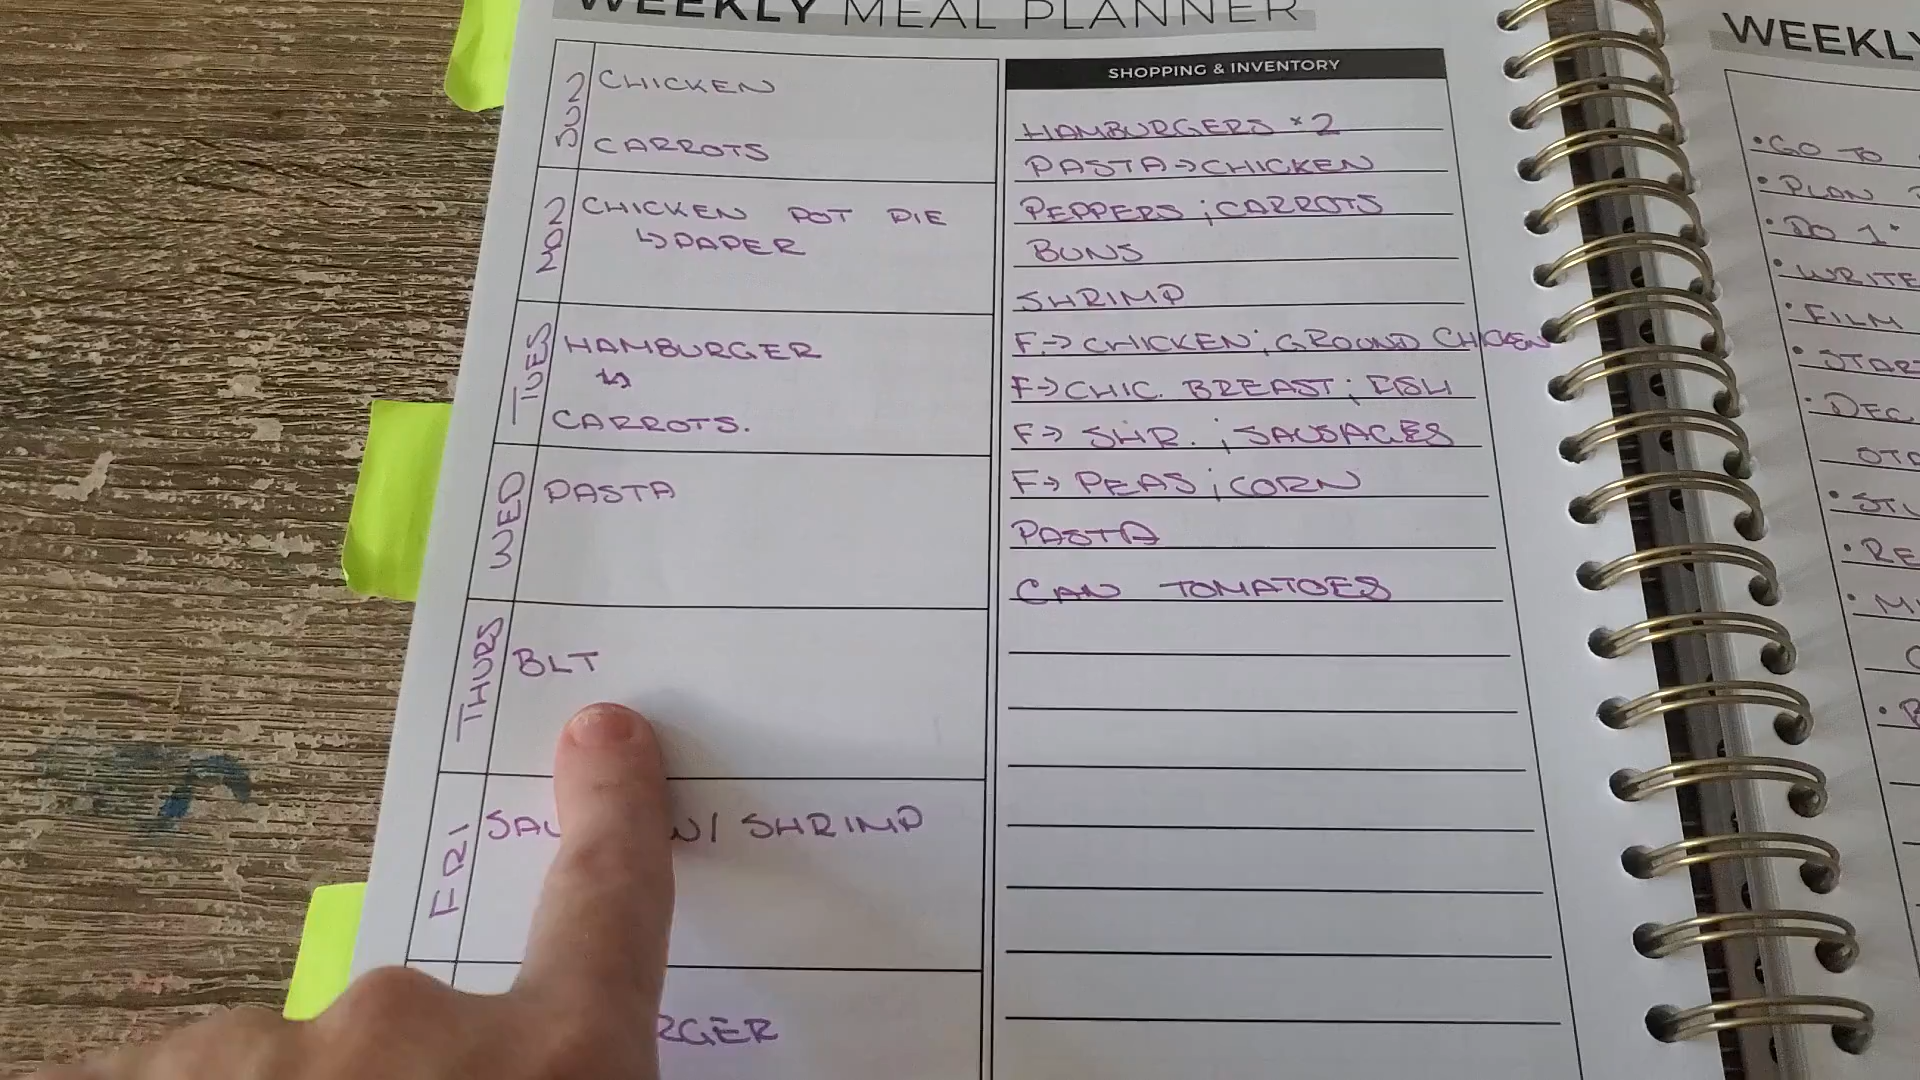 WEEKLY MEAL PLANNER
SUN
CHICKEN
CARROTS
MON
CHICKEN POT PIE
↳ PAPER
TUES
HAMBURGER
↳
CARROTS.
WED
PASTA
THURS
BLT
FRI
W/ SHRIMP
SHOPPING & INVENTORY
HAMBURGERS × 2
PASTA → CHICKEN
PEPPERS ; CARROTS
BUNS
SHRIMP
F → CHICKEN ; GROUND CHICKEN
F → CHIC. BREAST ; FISH
F → SHR. ; SAUSAGES
F → PEAS ; CORN
PASTA
CAN TOMATOES
WEEKLY
• GO TO
• PLAN
• DO 1
• WRITE
• FILM